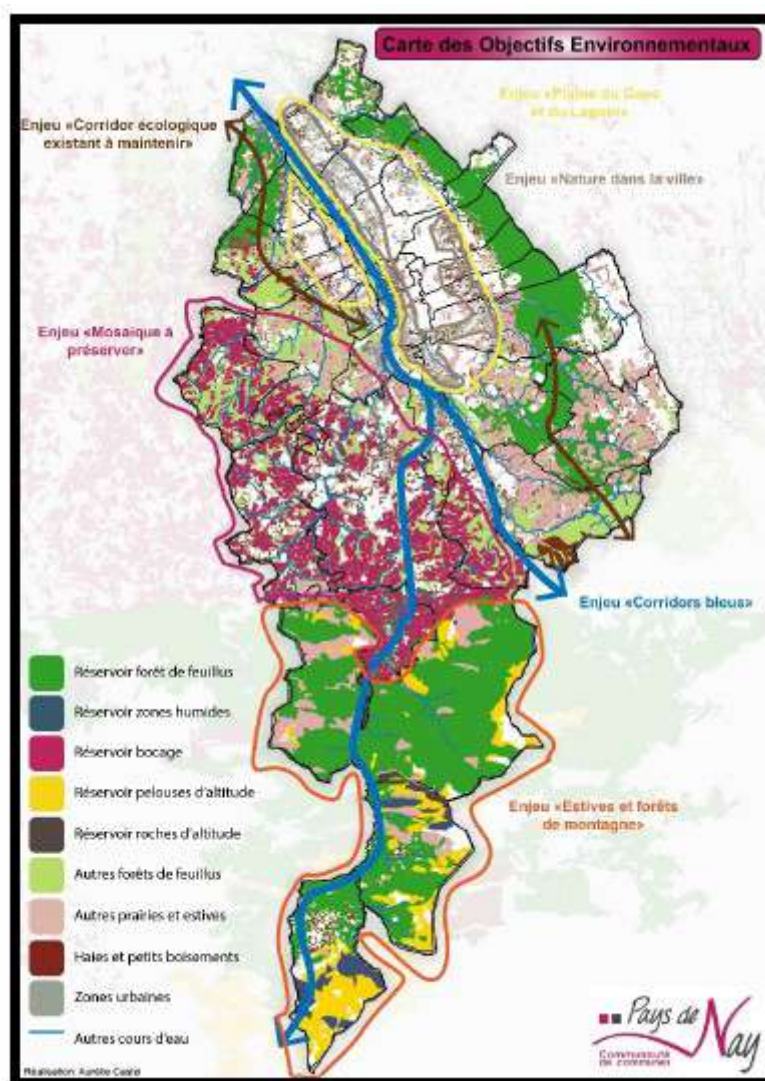 Carte des Objectifs Environnementaux
Enjeu «Plaine du Gave
et du Lagoin»
Enjeu «Corridor écologique
existant à maintenir»
Enjeu «Nature dans la ville»
Enjeu «Mosaique à
préserver»
Enjeu «Corridors bleus»
Réservoir forêt de feuillus
Réservoir zones humides
Réservoir bocage
Réservoir pelouses d'altitude
Réservoir roches d'altitude
Autres forêts de feuillus
Autres prairies et estives
Haies et petits boisements
Zones urbaines
Autres cours d'eau
Enjeu «Estives et forêts
de montagne»
Pays de Nay
Communauté
de communes
Réalisation: Aurélie